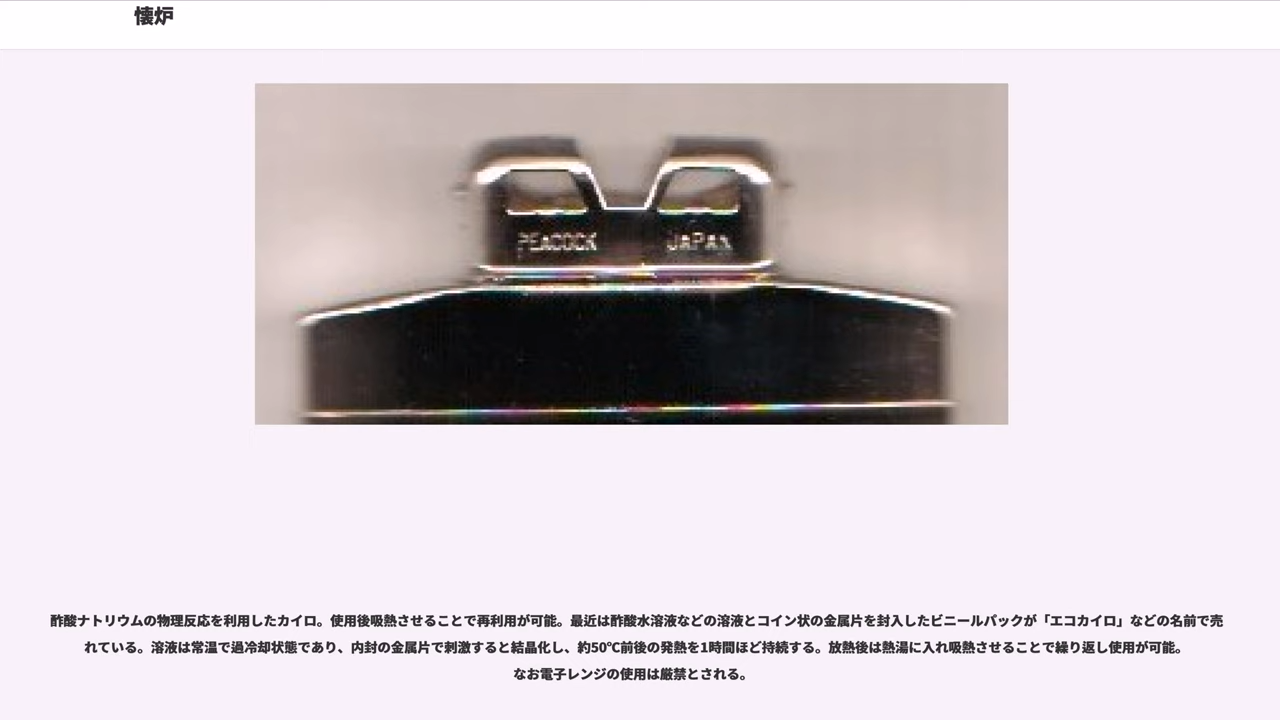 懐炉
PEACOCK JAPAN
酢酸ナトリウムの物理反応を利用したカイロ。使用後吸熱させることで再利用が可能。最近は酢酸水溶液などの溶液とコイン状の金属片を封入したビニールパックが「エコカイロ」などの名前で売
れている。溶液は常温で過冷却状態であり、内封の金属片で刺激すると結晶化し、約50℃前後の発熱を1時間ほど持続する。放熱後は熱湯に入れ吸熱させることで繰り返し使用が可能。
なお電子レンジの使用は厳禁とされる。